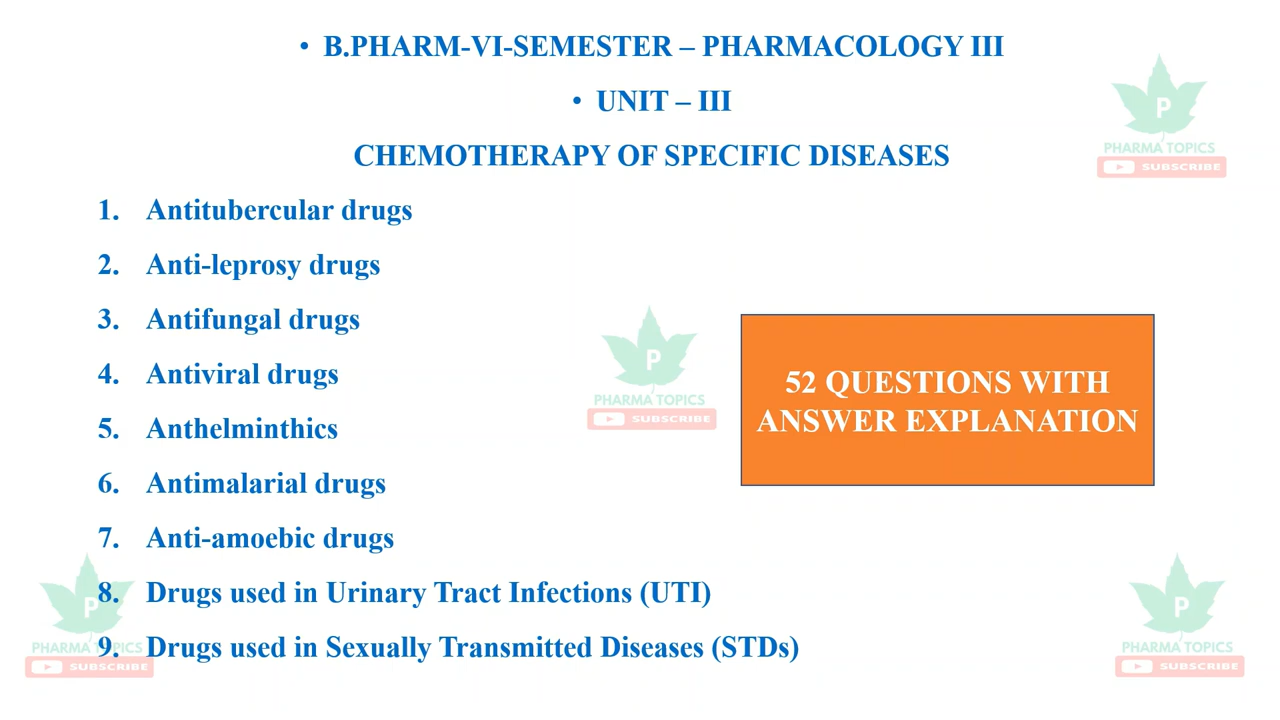 • B.PHARM-VI-SEMESTER – PHARMACOLOGY III
• UNIT – III
CHEMOTHERAPY OF SPECIFIC DISEASES
P
PHARMA TOPICS
SUBSCRIBE
1. Antitubercular drugs
2. Anti-leprosy drugs
3. Antifungal drugs
4. Antiviral drugs
5. Anthelminthics
6. Antimalarial drugs
7. Anti-amoebic drugs
8. Drugs used in Urinary Tract Infections (UTI)
9. Drugs used in Sexually Transmitted Diseases (STDs)
P
PHARMA TOPICS
SUBSCRIBE
52 QUESTIONS WITH
ANSWER EXPLANATION
P
PHARMA TOPICS
SUBSCRIBE
P
PHARMA TOPICS
SUBSCRIBE